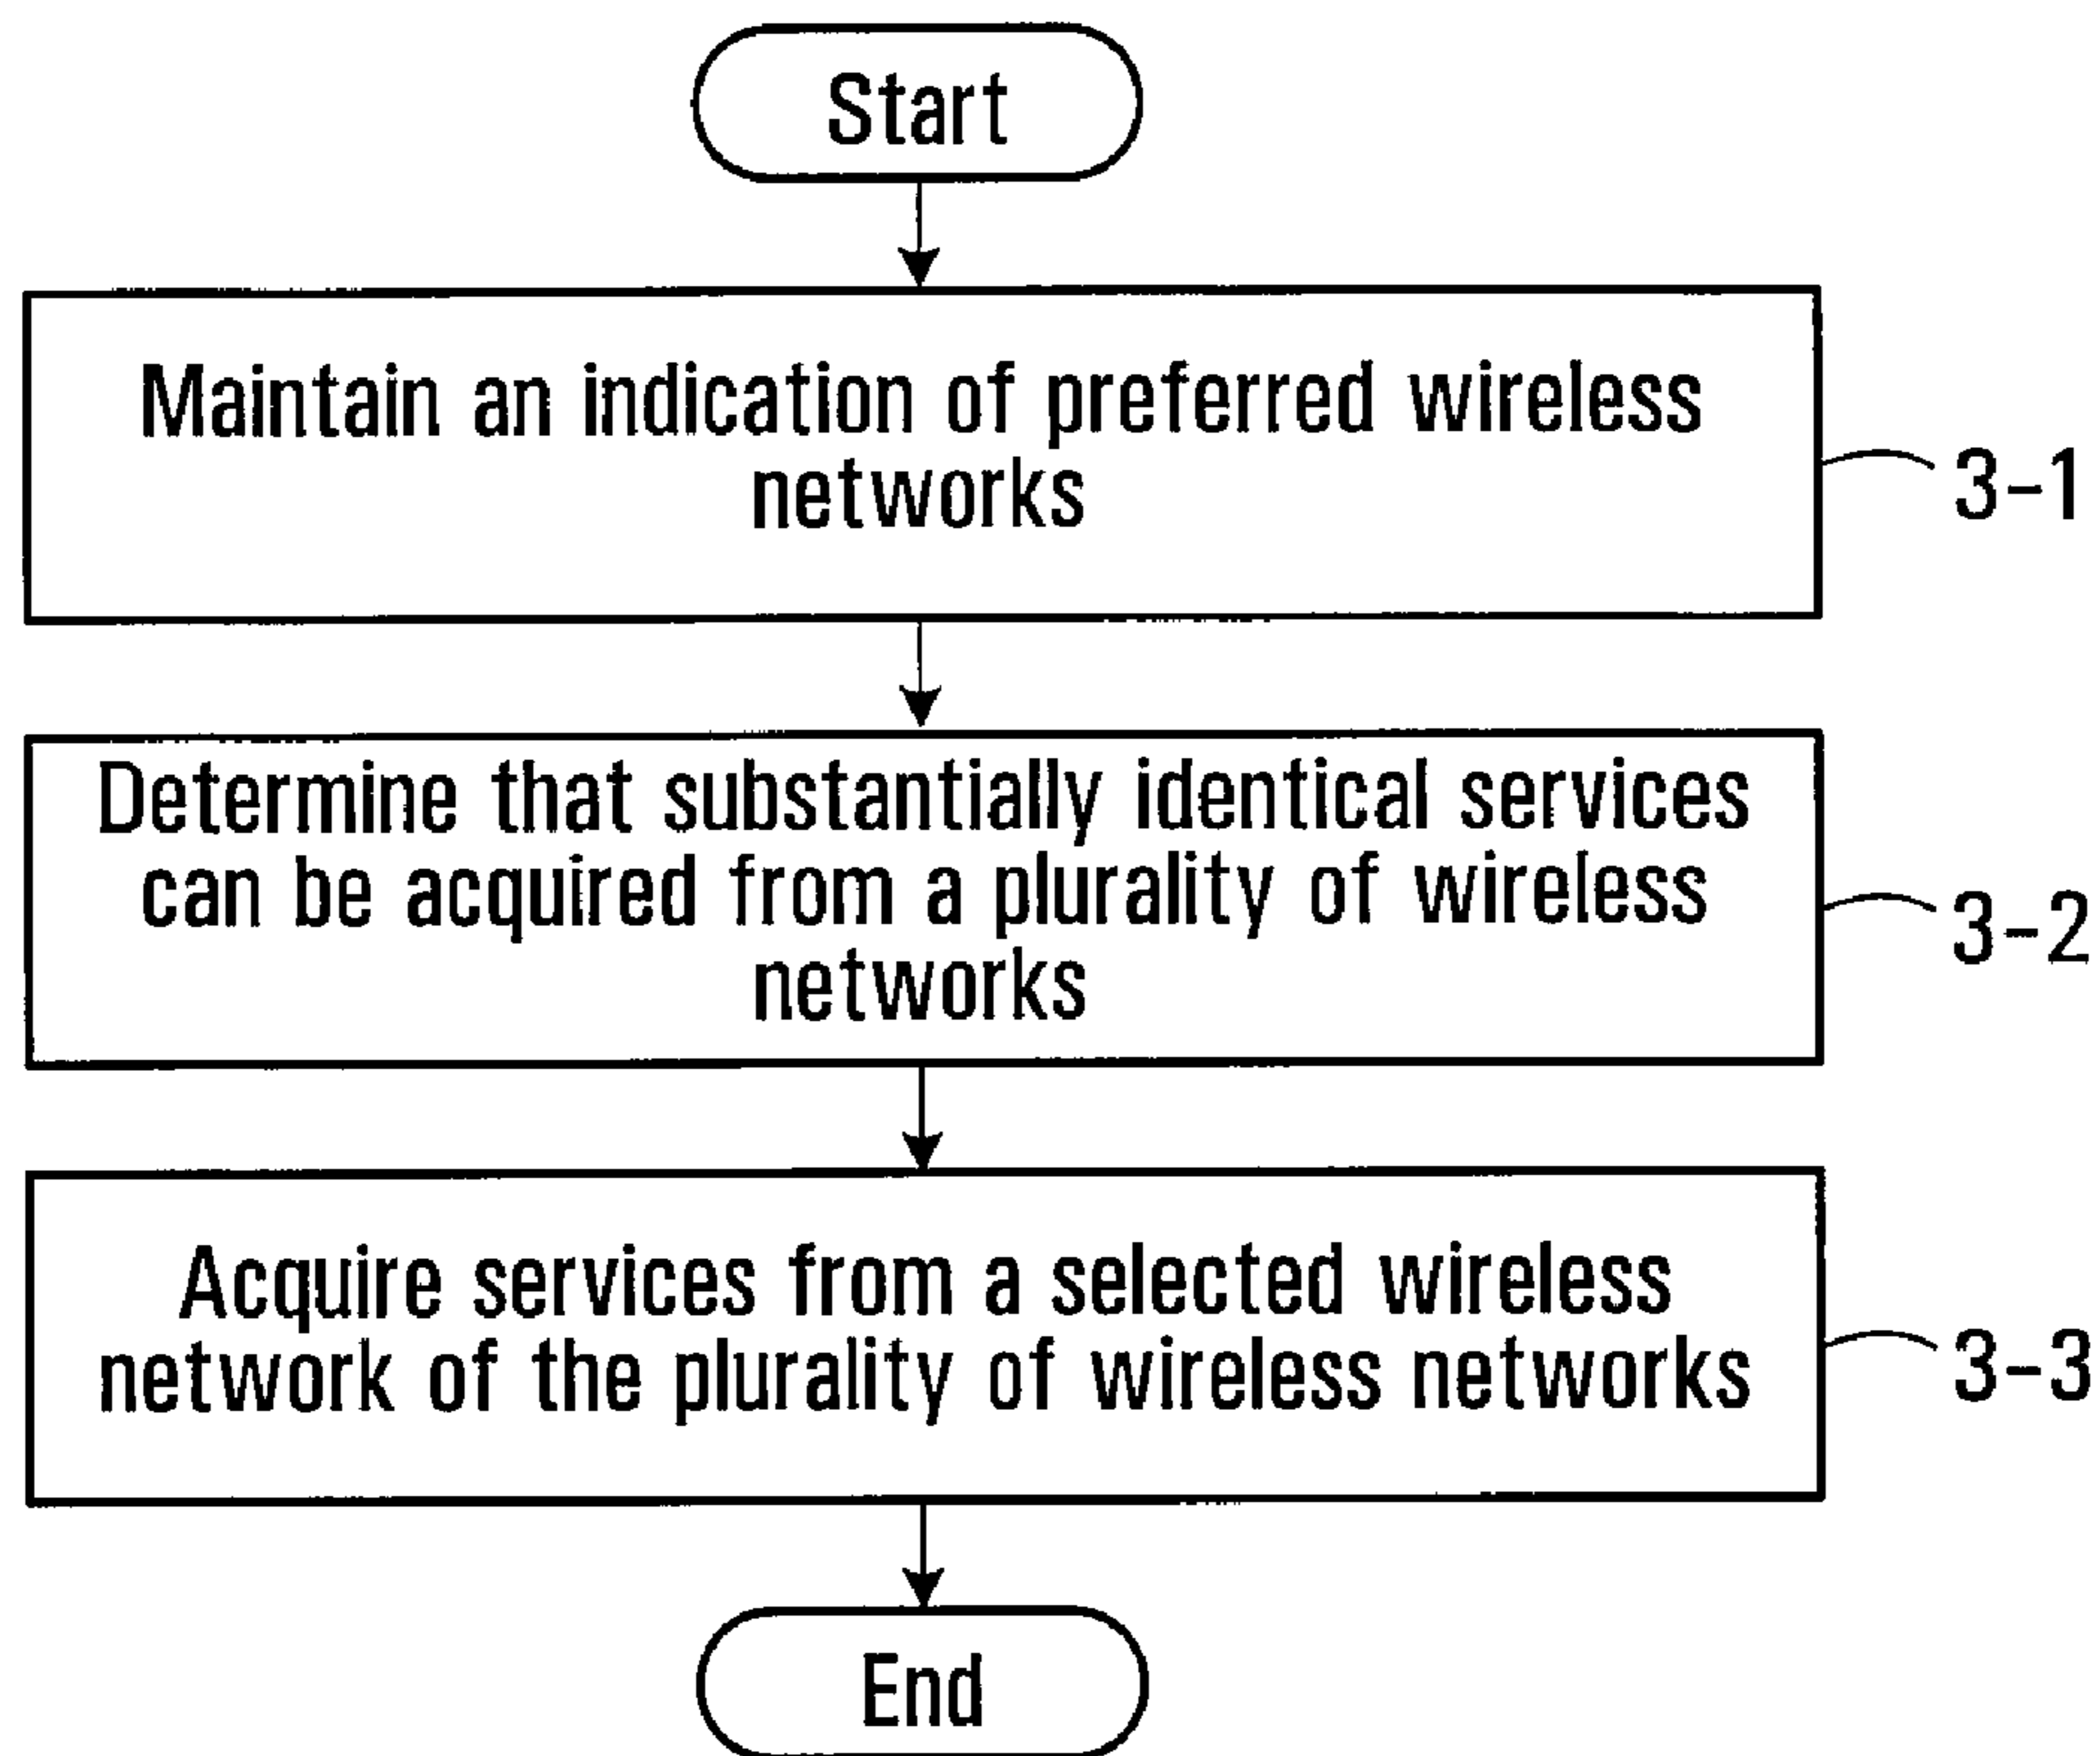 Start
Maintain an indication of preferred wireless
networks
3-1
Determine that substantially identical services
can be acquired from a plurality of wireless
networks
3-2
Acquire services from a selected wireless
network of the plurality of wireless networks
3-3
End